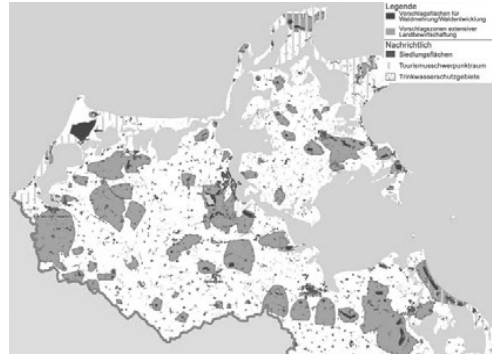 Legende
Vorschlagsflächen für
Waldmehrung/Waldentwicklung
Vorschlagszonen extensiver
Landbewirtschaftung
Nachrichtlich
Siedlungsflächen
Tourismusschwerpunktraum
Trinkwasserschutzgebiete